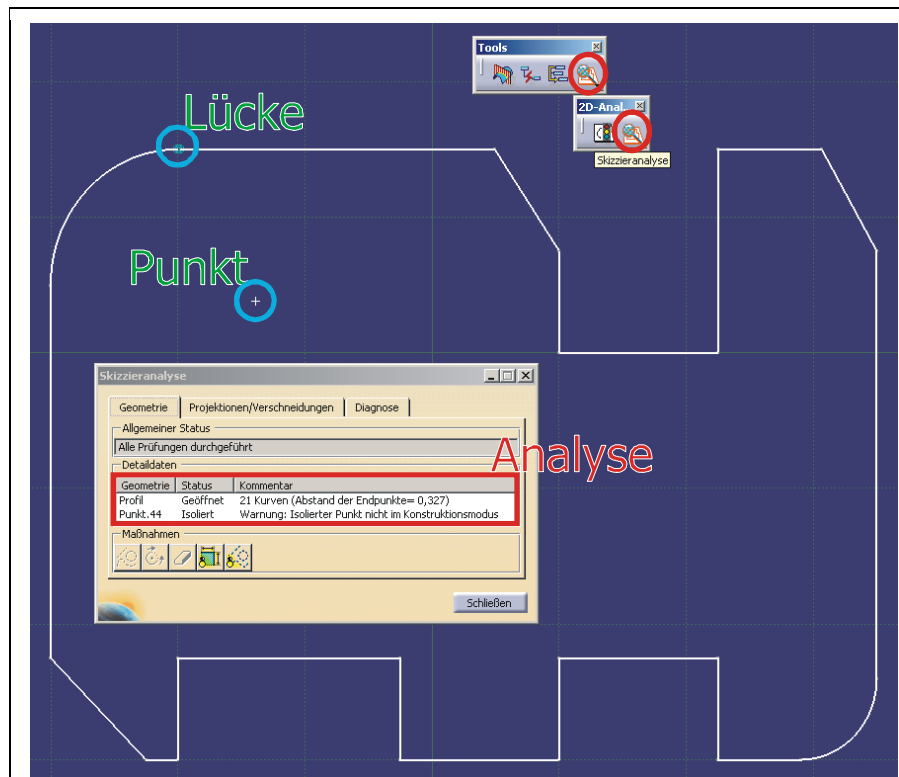 Tools
Lücke
2D-Anal..
Skizzieranalyse
Punkt
Skizzieranalyse
Geometrie Projektionen/Verschneidungen Diagnose
Allgemeiner Status
Alle Prüfungen durchgeführt
Analyse
Detaildaten
Geometrie Status Kommentar
Profil Geöffnet 21 Kurven (Abstand der Endpunkte= 0,327)
Punkt.44 Isoliert Warnung: Isolierter Punkt nicht im Konstruktionsmodus
Maßnahmen
Schließen